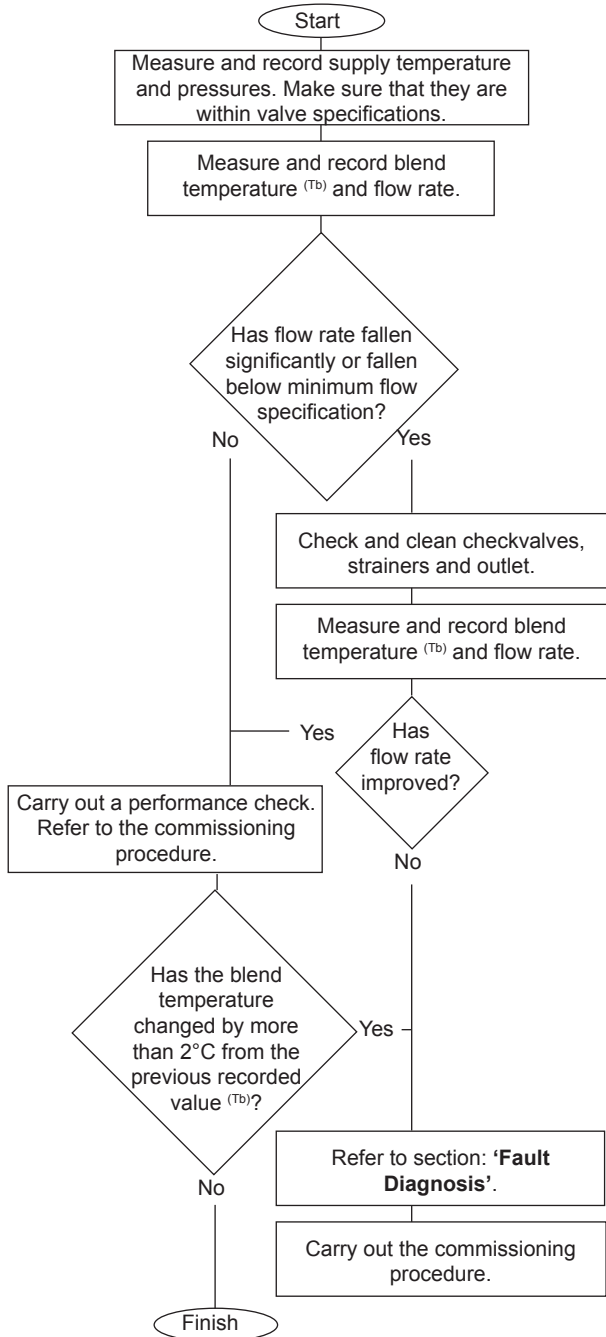 Start
Measure and record supply temperature
and pressures. Make sure that they are
within valve specifications.
Measure and record blend
temperature (Tb) and flow rate.
Has flow rate fallen
significantly or fallen
below minimum flow
specification?
No
Yes
Check and clean checkvalves,
strainers and outlet.
Measure and record blend
temperature (Tb) and flow rate.
Has
flow rate
improved?
Yes
No
Carry out a performance check.
Refer to the commissioning
procedure.
Has the blend
temperature
changed by more
than 2°C from the
previous recorded
value (Tb)?
Yes
No
Refer to section: ‘Fault
Diagnosis’.
Carry out the commissioning
procedure.
Finish